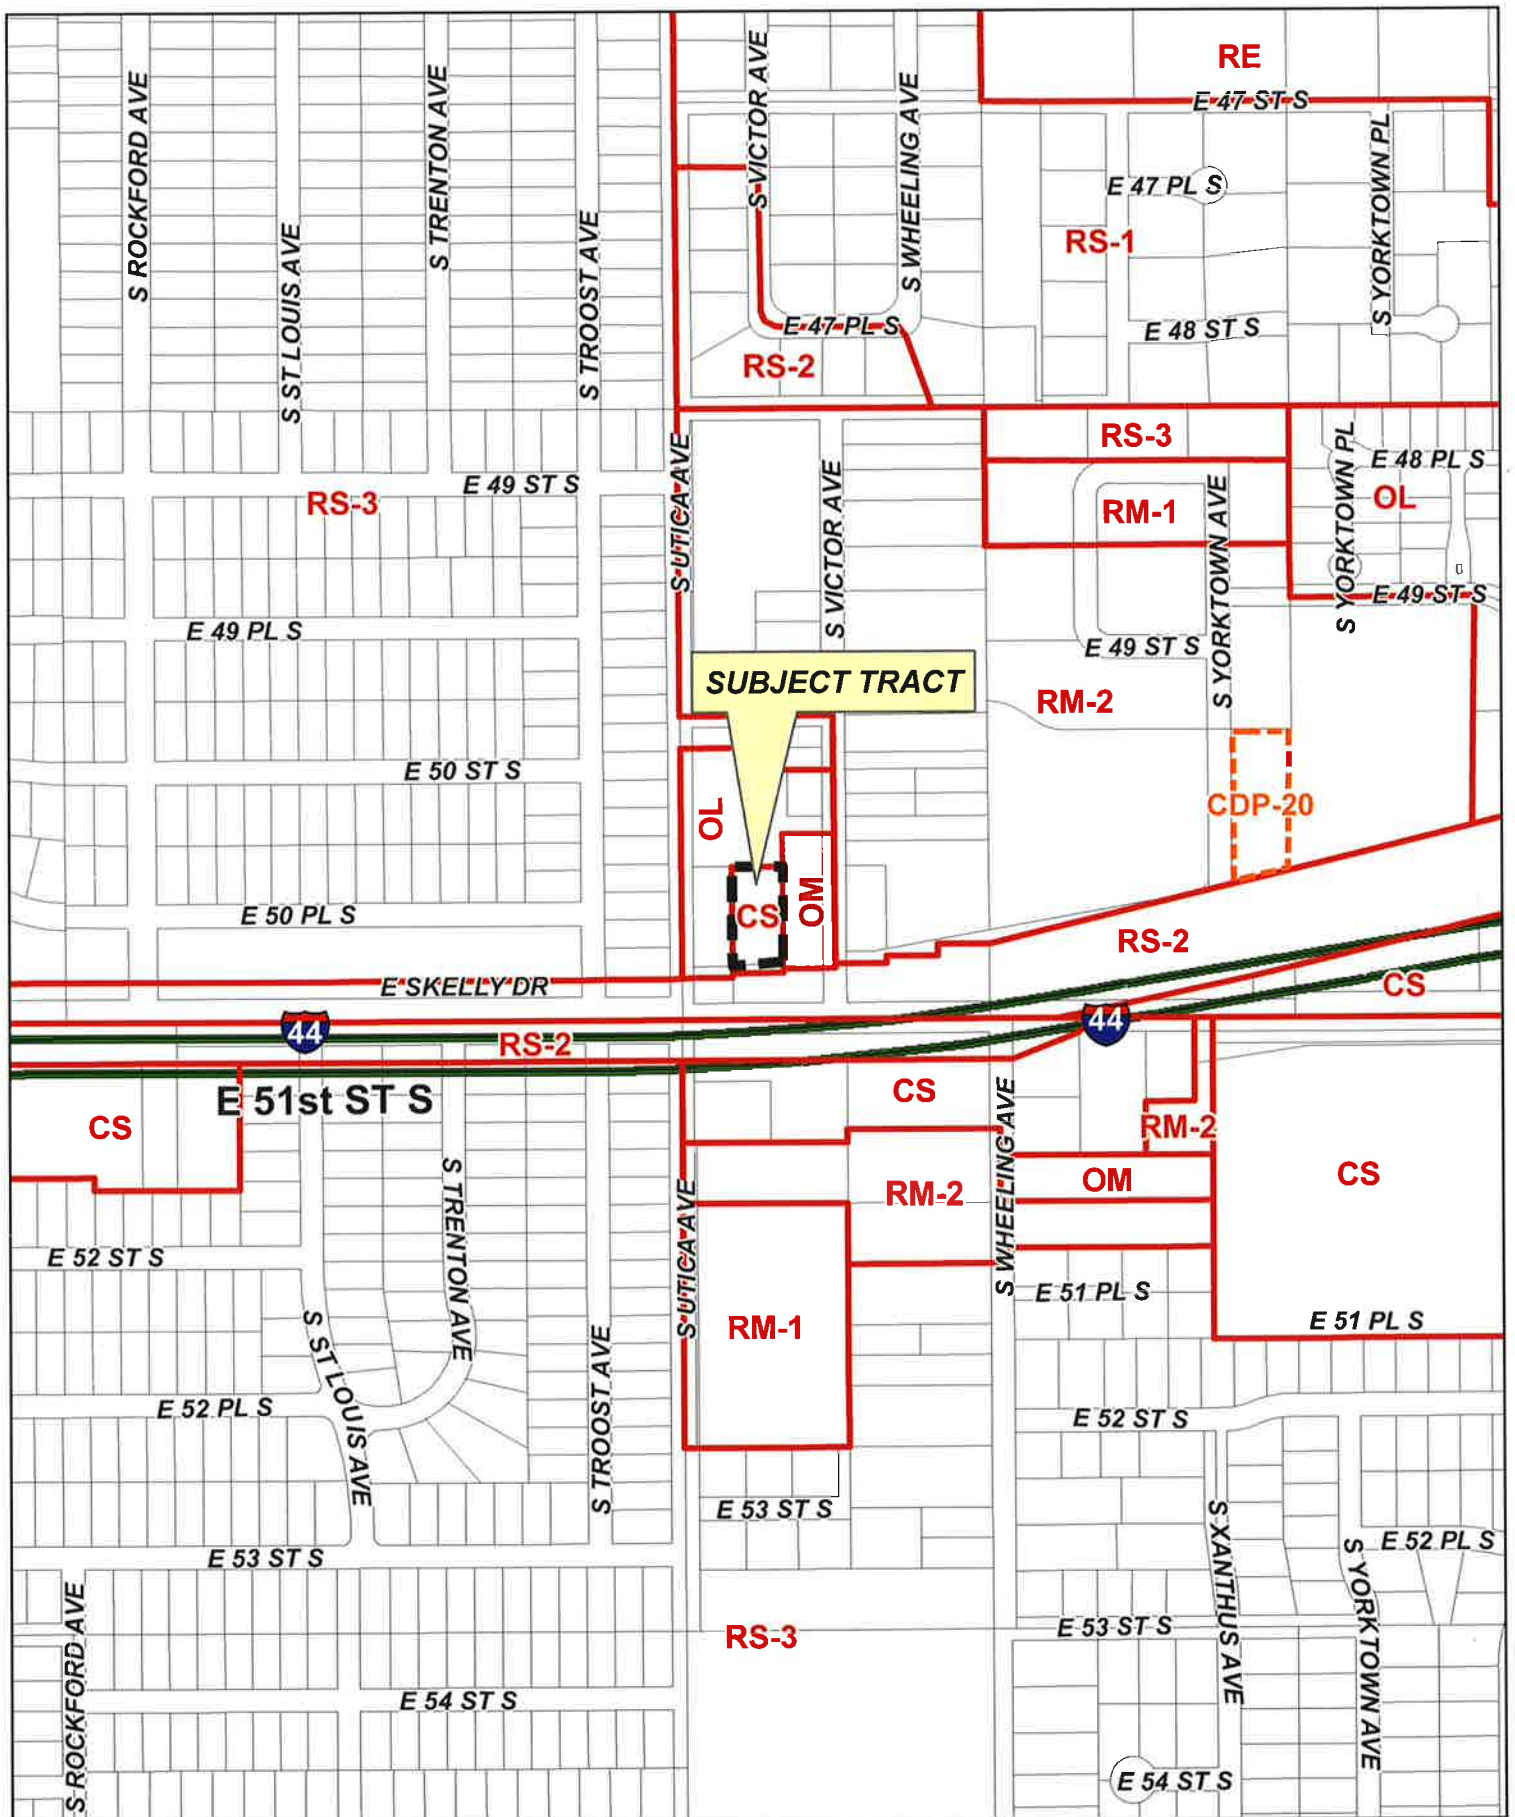 RE
E 47 ST S
S ROCKFORD AVE
S ST LOUIS AVE
S TRENTON AVE
S TROOST AVE
S VICTOR AVE
S WHEELING AVE
E 47 PL S
S YORKTOWN PL
RS-1
E 47 PL S
E 48 ST S
RS-2
RS-3
E 48 PL S
S UTICA AVE
S VICTOR AVE
S YORKTOWN AVE
S YORKTOWN PL
OL
E 49 ST S
RS-3
RM-1
E 49 ST S
E 49 PL S
E 49 ST S
SUBJECT TRACT
RM-2
E 50 ST S
OL
CDP-20
E 50 PL S
CS
OM
RS-2
E SKELLY DR
CS
44
44
RS-2
E 51st ST S
CS
CS
RM-2
S WHEELING AVE
OM
CS
RM-2
S TRENTON AVE
S UTICA AVE
E 52 ST S
E 51 PL S
E 51 PL S
S ST LOUIS AVE
RM-1
S TROOST AVE
E 52 PL S
E 52 ST S
E 53 ST S
S XANTHUS AVE
E 52 PL S
S YORKTOWN AVE
E 53 ST S
S ROCKFORD AVE
RS-3
E 53 ST S
E 54 ST S
E 54 ST S